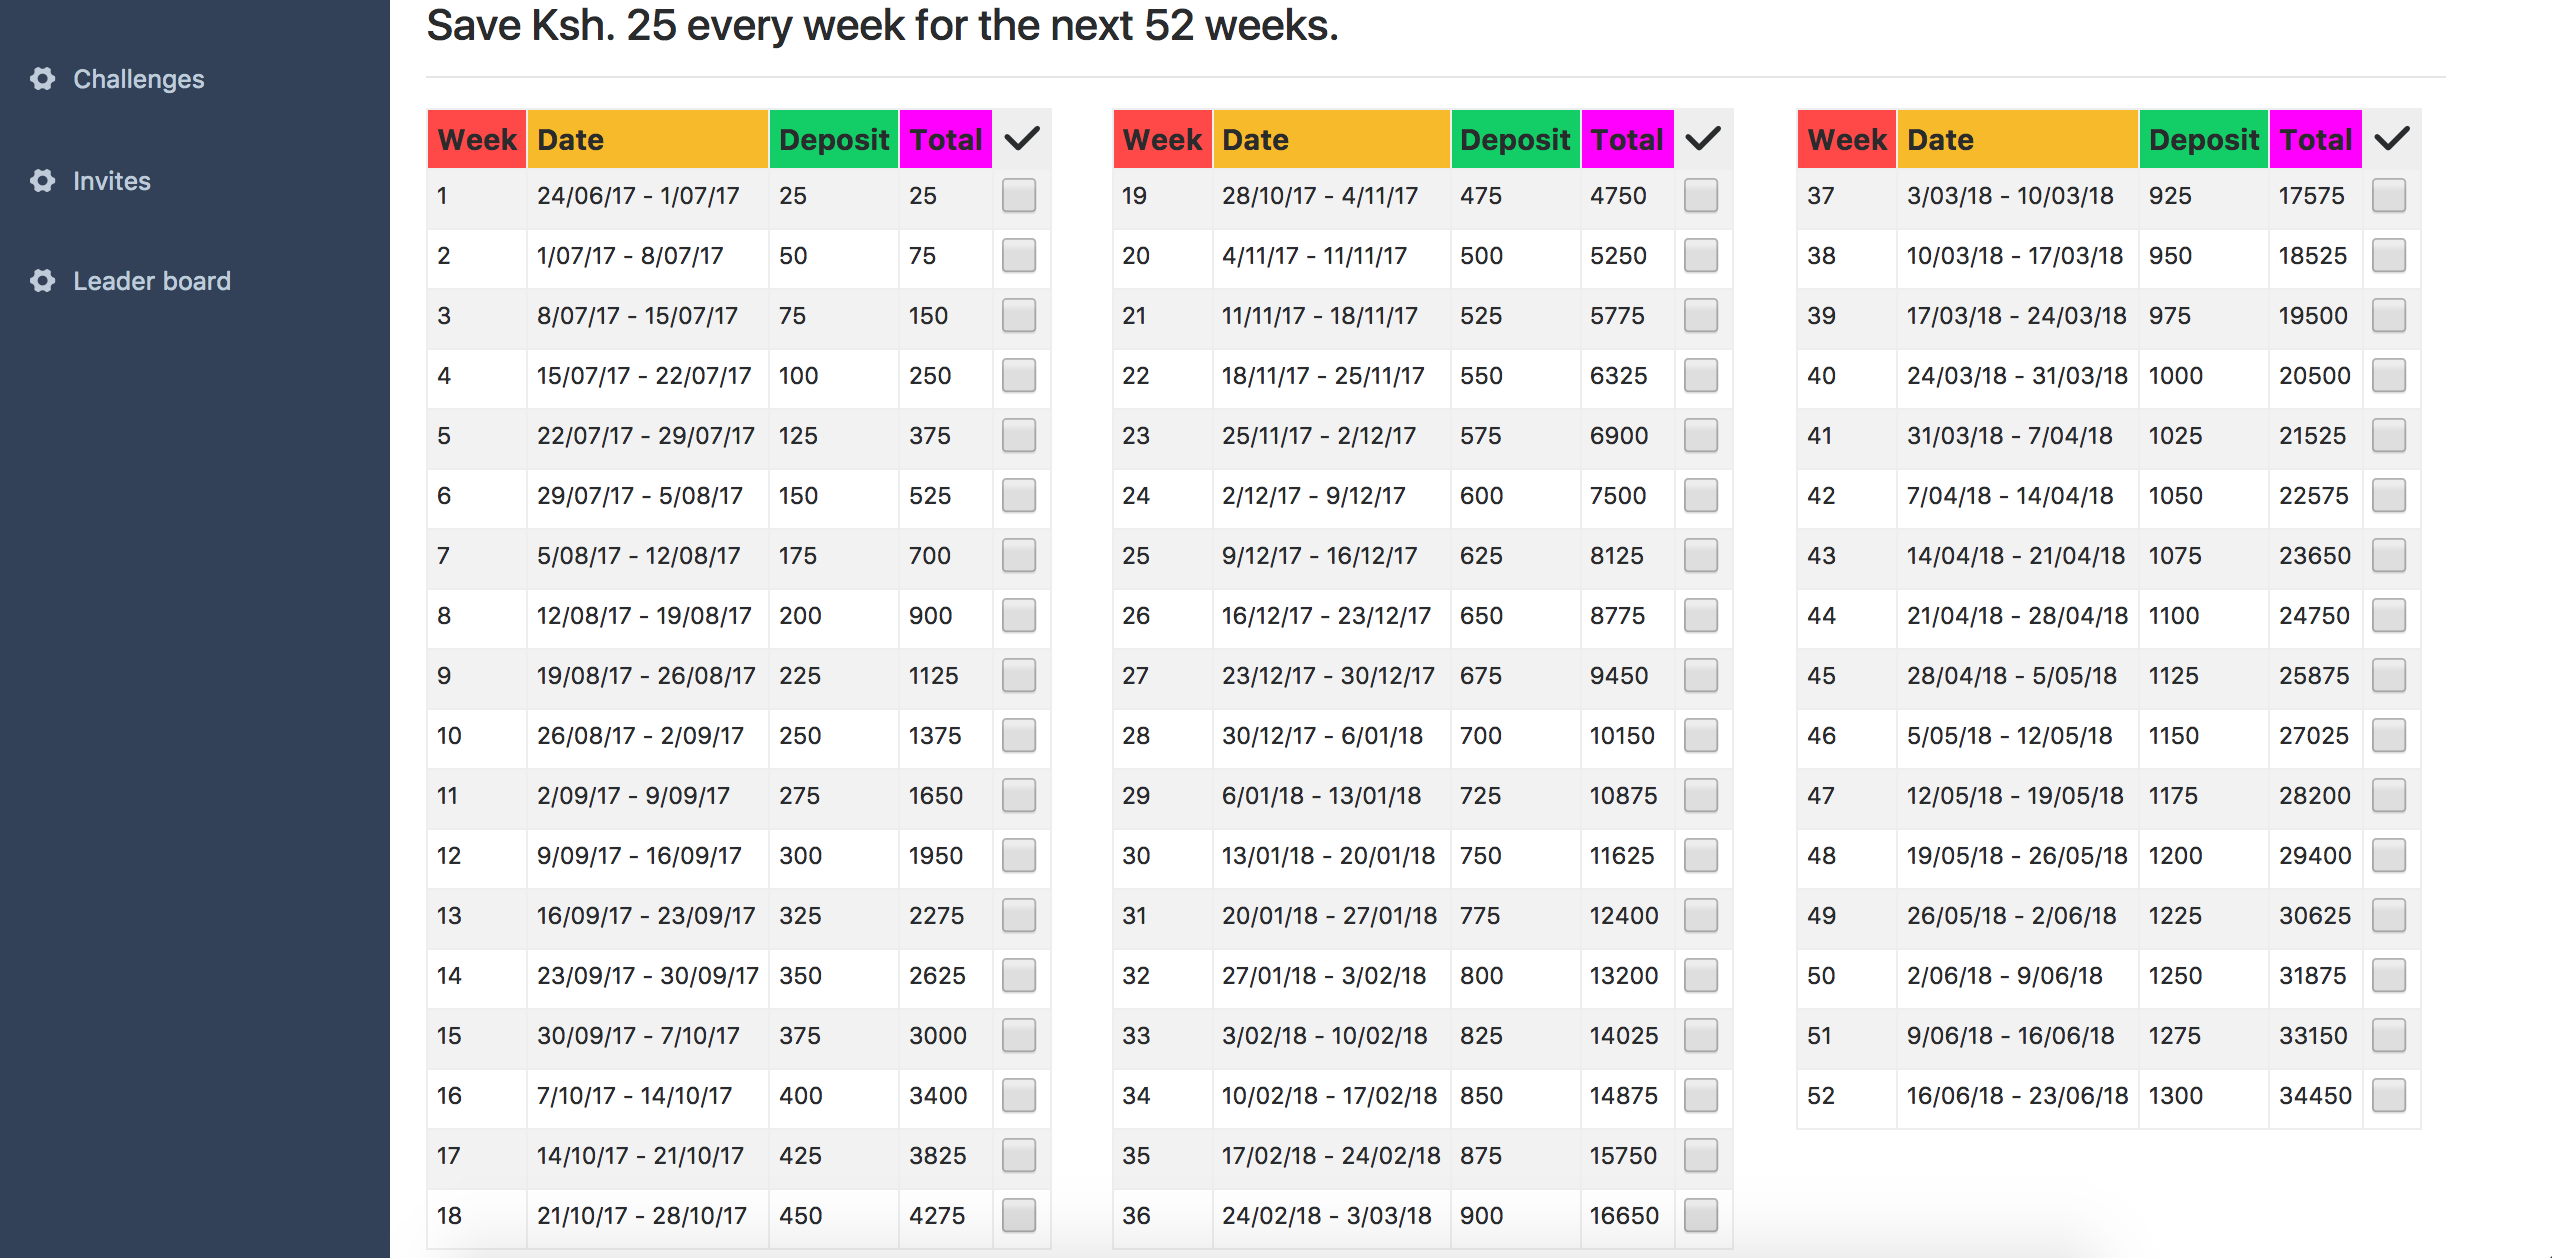 Save Ksh. 25 every week for the next 52 weeks.
Challenges
Invites
Leader board
Week Date Deposit Total ✓
1 24/06/17 - 1/07/17 25 25
2 1/07/17 - 8/07/17 50 75
3 8/07/17 - 15/07/17 75 150
4 15/07/17 - 22/07/17 100 250
5 22/07/17 - 29/07/17 125 375
6 29/07/17 - 5/08/17 150 525
7 5/08/17 - 12/08/17 175 700
8 12/08/17 - 19/08/17 200 900
9 19/08/17 - 26/08/17 225 1125
10 26/08/17 - 2/09/17 250 1375
11 2/09/17 - 9/09/17 275 1650
12 9/09/17 - 16/09/17 300 1950
13 16/09/17 - 23/09/17 325 2275
14 23/09/17 - 30/09/17 350 2625
15 30/09/17 - 7/10/17 375 3000
16 7/10/17 - 14/10/17 400 3400
17 14/10/17 - 21/10/17 425 3825
18 21/10/17 - 28/10/17 450 4275
Week Date Deposit Total ✓
19 28/10/17 - 4/11/17 475 4750
20 4/11/17 - 11/11/17 500 5250
21 11/11/17 - 18/11/17 525 5775
22 18/11/17 - 25/11/17 550 6325
23 25/11/17 - 2/12/17 575 6900
24 2/12/17 - 9/12/17 600 7500
25 9/12/17 - 16/12/17 625 8125
26 16/12/17 - 23/12/17 650 8775
27 23/12/17 - 30/12/17 675 9450
28 30/12/17 - 6/01/18 700 10150
29 6/01/18 - 13/01/18 725 10875
30 13/01/18 - 20/01/18 750 11625
31 20/01/18 - 27/01/18 775 12400
32 27/01/18 - 3/02/18 800 13200
33 3/02/18 - 10/02/18 825 14025
34 10/02/18 - 17/02/18 850 14875
35 17/02/18 - 24/02/18 875 15750
36 24/02/18 - 3/03/18 900 16650
Week Date Deposit Total ✓
37 3/03/18 - 10/03/18 925 17575
38 10/03/18 - 17/03/18 950 18525
39 17/03/18 - 24/03/18 975 19500
40 24/03/18 - 31/03/18 1000 20500
41 31/03/18 - 7/04/18 1025 21525
42 7/04/18 - 14/04/18 1050 22575
43 14/04/18 - 21/04/18 1075 23650
44 21/04/18 - 28/04/18 1100 24750
45 28/04/18 - 5/05/18 1125 25875
46 5/05/18 - 12/05/18 1150 27025
47 12/05/18 - 19/05/18 1175 28200
48 19/05/18 - 26/05/18 1200 29400
49 26/05/18 - 2/06/18 1225 30625
50 2/06/18 - 9/06/18 1250 31875
51 9/06/18 - 16/06/18 1275 33150
52 16/06/18 - 23/06/18 1300 34450